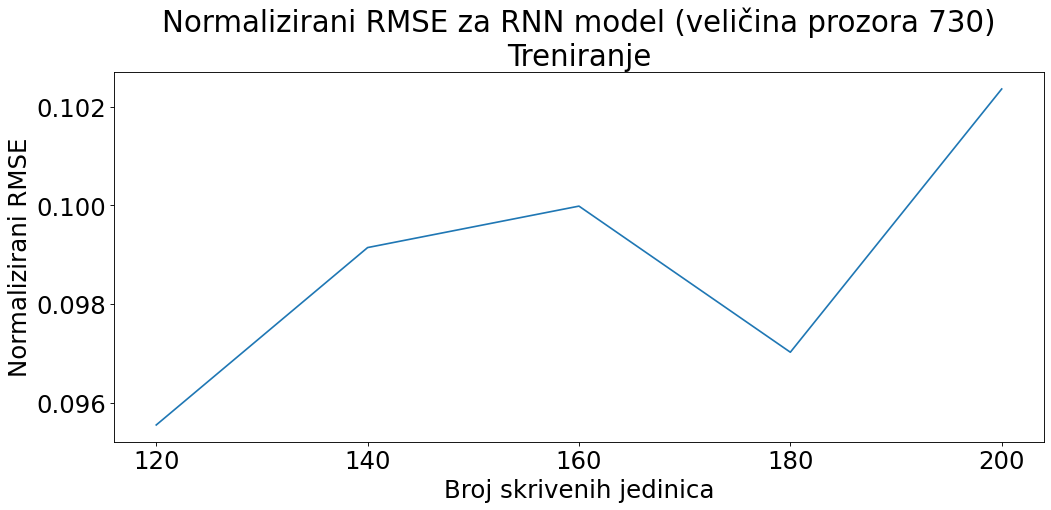 Normalizirani RMSE za RNN model (veličina prozora 730)
Treniranje
Normalizirani RMSE
0.102
0.100
0.098
0.096
120 140 160 180 200
Broj skrivenih jedinica